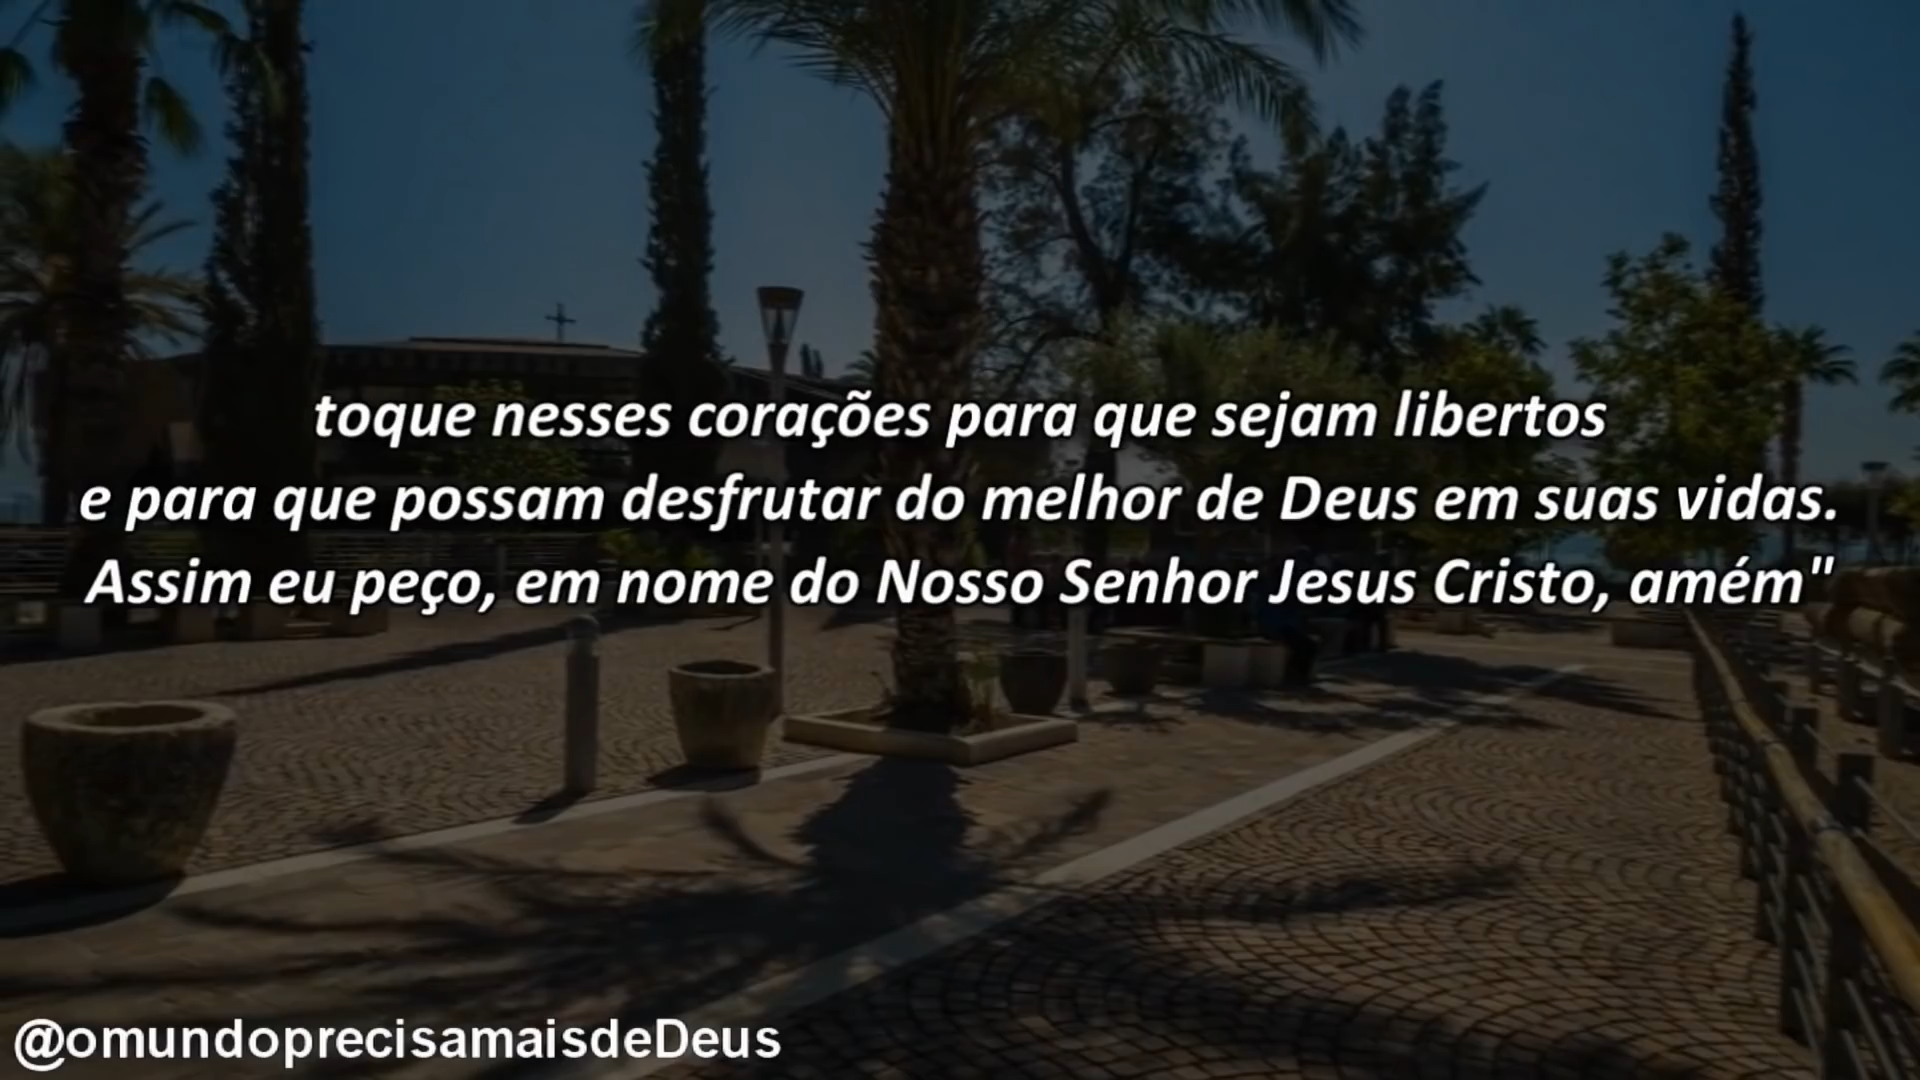 toque nesses corações para que sejam libertos
e para que possam desfrutar do melhor de Deus em suas vidas.
Assim eu peço, em nome do Nosso Senhor Jesus Cristo, amém"
@omundoprecisamaisdeDeus